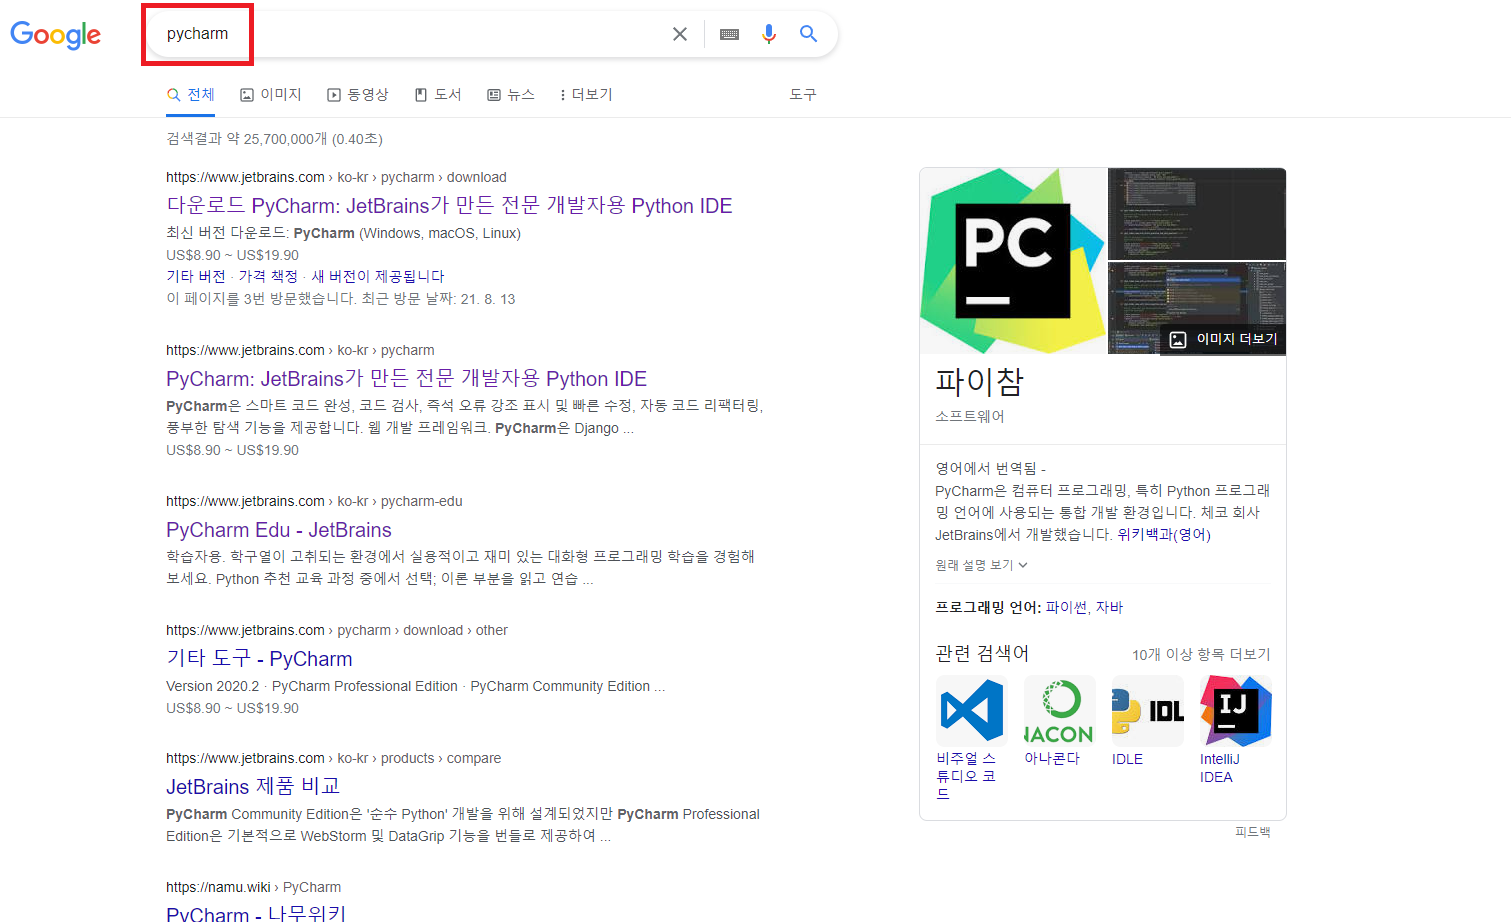 Google
pycharm
전체
이미지
동영상
도서
뉴스
더보기
도구
검색결과 약 25,700,000개 (0.40초)
https://www.jetbrains.com › ko-kr › pycharm › download
다운로드 PyCharm: JetBrains가 만든 전문 개발자용 Python IDE
최신 버전 다운로드: PyCharm (Windows, macOS, Linux)
US$8.90 ~ US$19.90
기타 버전 · 가격 책정 · 새 버전이 제공됩니다
이 페이지를 3번 방문했습니다. 최근 방문 날짜: 21. 8. 13
https://www.jetbrains.com › ko-kr › pycharm
PyCharm: JetBrains가 만든 전문 개발자용 Python IDE
PyCharm은 스마트 코드 완성, 코드 검사, 즉석 오류 강조 표시 및 빠른 수정, 자동 코드 리팩터링,
풍부한 탐색 기능을 제공합니다. 웹 개발 프레임워크. PyCharm은 Django ...
US$8.90 ~ US$19.90
https://www.jetbrains.com › ko-kr › pycharm-edu
PyCharm Edu - JetBrains
학습자용. 학구열이 고취되는 환경에서 실용적이고 재미 있는 대화형 프로그래밍 학습을 경험해
보세요. Python 추천 교육 과정 중에서 선택; 이론 부분을 읽고 연습 ...
https://www.jetbrains.com › pycharm › download › other
기타 도구 - PyCharm
Version 2020.2 · PyCharm Professional Edition · PyCharm Community Edition ...
US$8.90 ~ US$19.90
https://www.jetbrains.com › ko-kr › products › compare
JetBrains 제품 비교
PyCharm Community Edition은 '순수 Python' 개발을 위해 설계되었지만 PyCharm Professional
Edition은 기본적으로 WebStorm 및 DataGrip 기능을 번들로 제공하여 ...
https://namu.wiki › PyCharm
PyCharm - 나무위키
PC
이미지 더보기
파이참
소프트웨어
영어에서 번역됨 -
PyCharm은 컴퓨터 프로그래밍, 특히 Python 프로그래
밍 언어에 사용되는 통합 개발 환경입니다. 체코 회사
JetBrains에서 개발했습니다. 위키백과(영어)
원래 설명 보기
프로그래밍 언어: 파이썬, 자바
관련 검색어
10개 이상 항목 더보기
NACON
IDL
IJ
비주얼 스
튜디오 코
드
아나콘다
IDLE
IntelliJ
IDEA
피드백